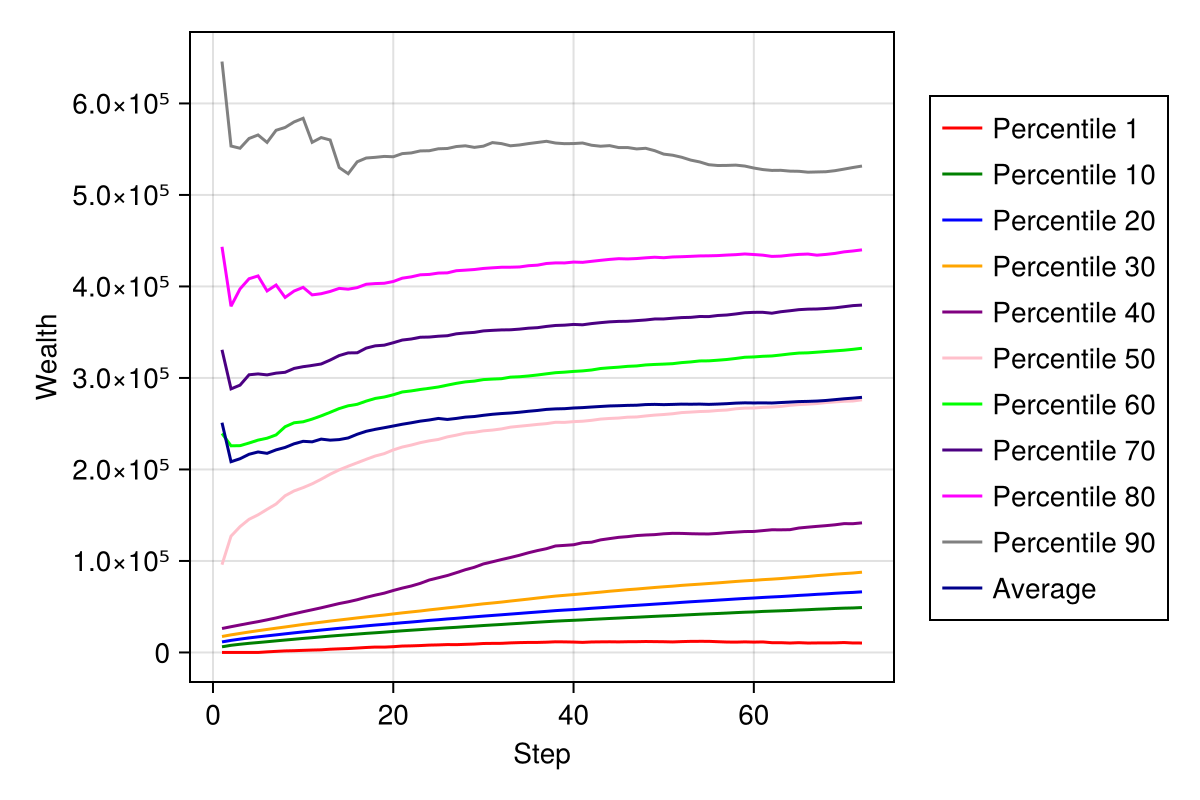 6.0×10⁵
5.0×10⁵
4.0×10⁵
3.0×10⁵
2.0×10⁵
1.0×10⁵
0
Wealth
0 20 40 60
Step
Percentile 1
Percentile 10
Percentile 20
Percentile 30
Percentile 40
Percentile 50
Percentile 60
Percentile 70
Percentile 80
Percentile 90
Average